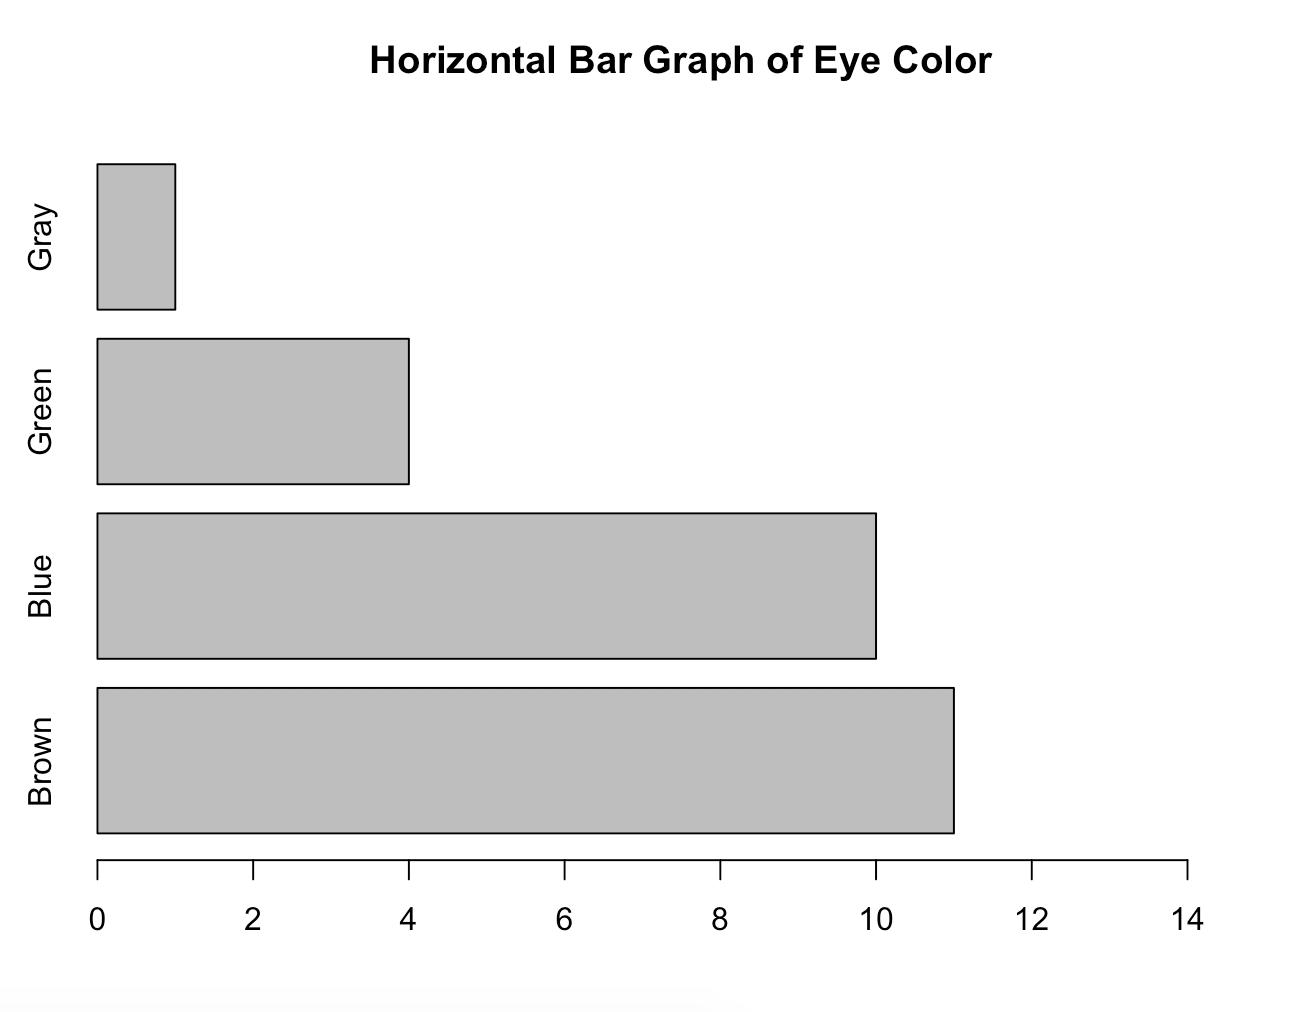 Horizontal Bar Graph of Eye Color
Gray
Green
Blue
Brown
0 2 4 6 8 10 12 14